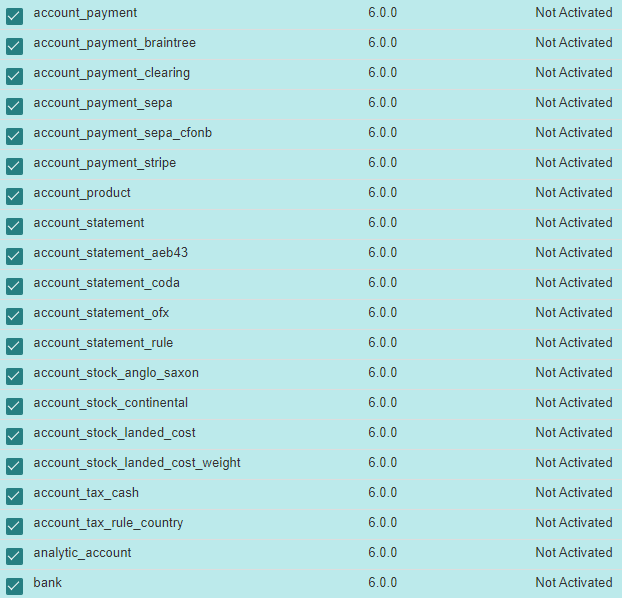 account_payment 6.0.0 Not Activated
account_payment_braintree 6.0.0 Not Activated
account_payment_clearing 6.0.0 Not Activated
account_payment_sepa 6.0.0 Not Activated
account_payment_sepa_cfonb 6.0.0 Not Activated
account_payment_stripe 6.0.0 Not Activated
account_product 6.0.0 Not Activated
account_statement 6.0.0 Not Activated
account_statement_aeb43 6.0.0 Not Activated
account_statement_coda 6.0.0 Not Activated
account_statement_ofx 6.0.0 Not Activated
account_statement_rule 6.0.0 Not Activated
account_stock_anglo_saxon 6.0.0 Not Activated
account_stock_continental 6.0.0 Not Activated
account_stock_landed_cost 6.0.0 Not Activated
account_stock_landed_cost_weight 6.0.0 Not Activated
account_tax_cash 6.0.0 Not Activated
account_tax_rule_country 6.0.0 Not Activated
analytic_account 6.0.0 Not Activated
bank 6.0.0 Not Activated